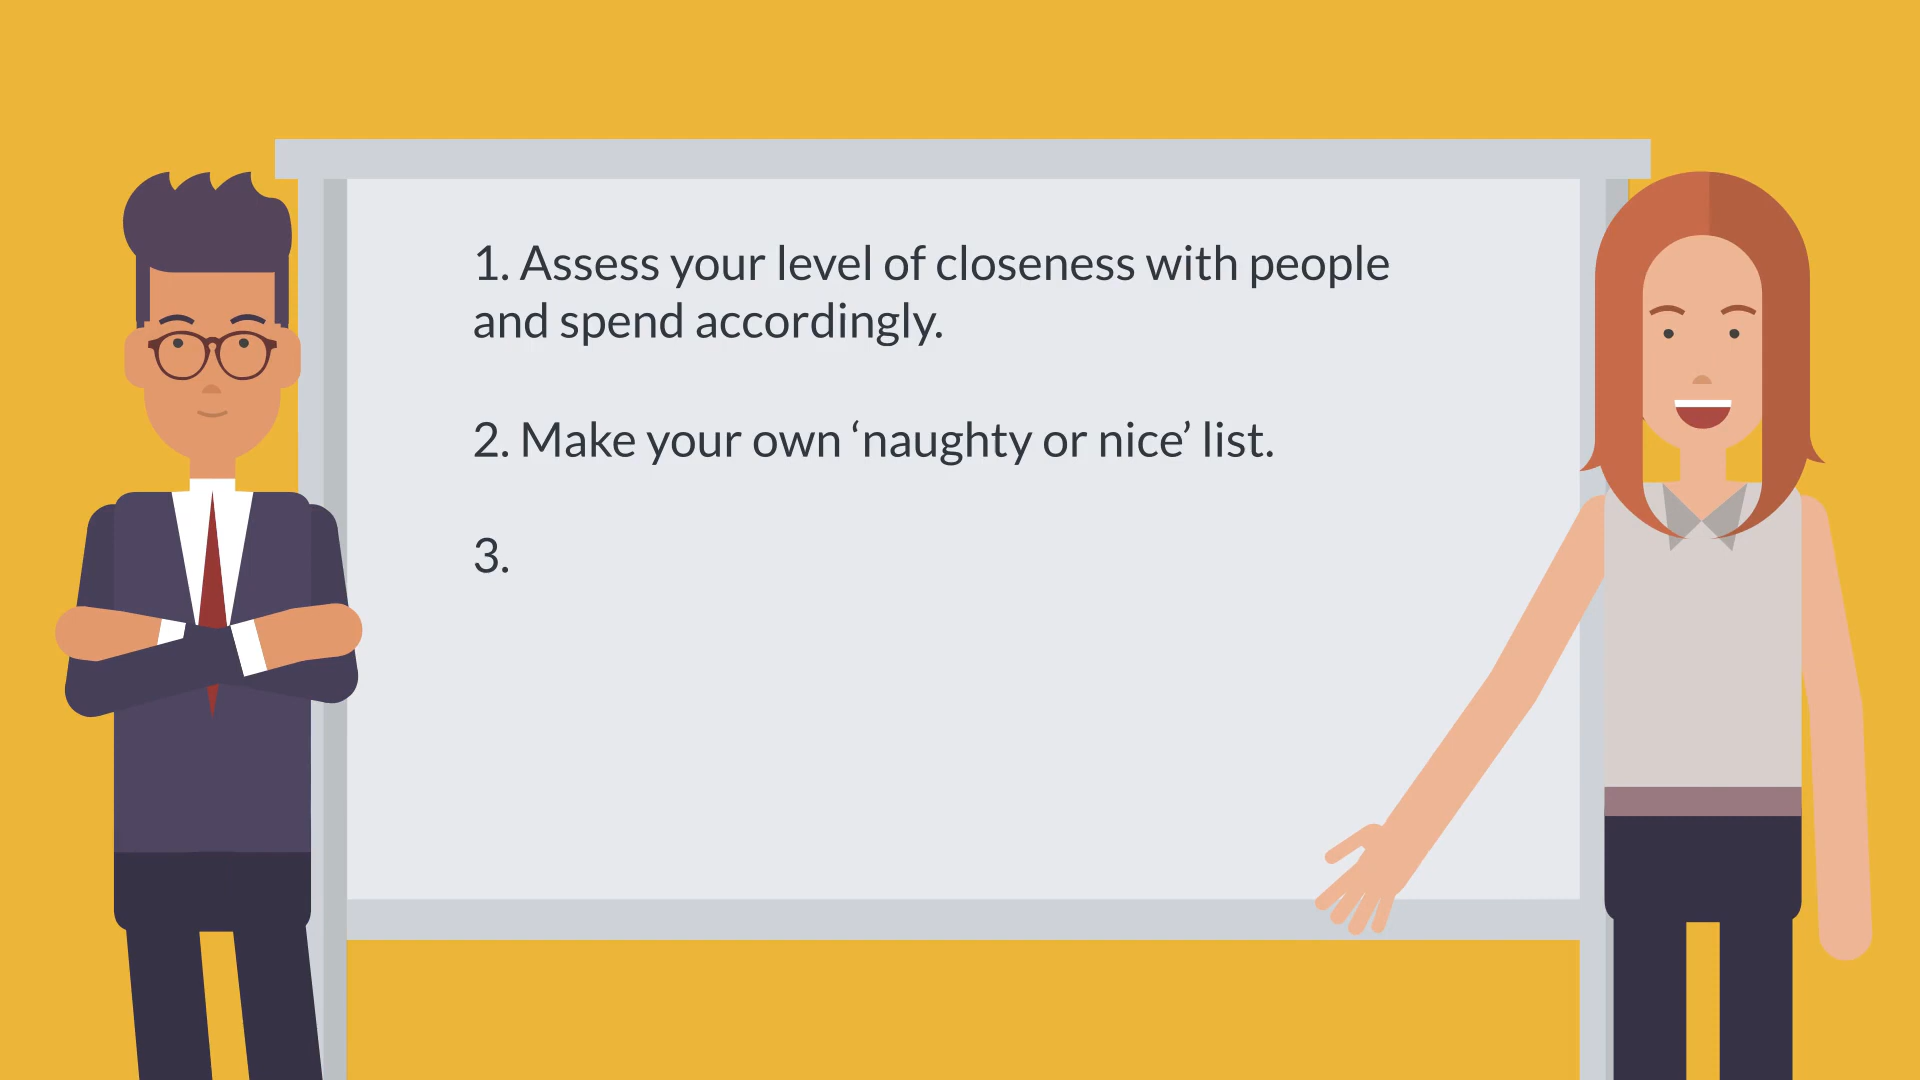 1. Assess your level of closeness with people
and spend accordingly.
2. Make your own ‘naughty or nice’ list.
3.